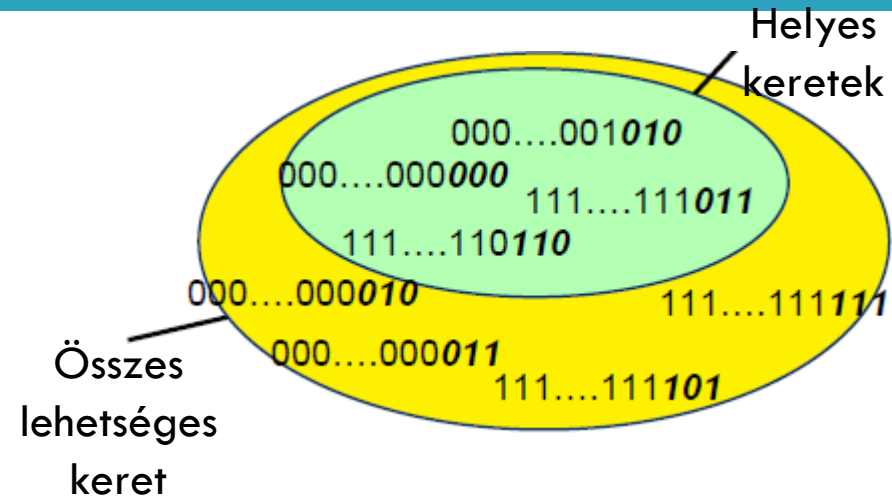 Helyes
keretek
000....001010
000....000000
111....111011
111....110110
000....000010
111....111111
000....000011
111....111101
Összes
lehetséges
keret